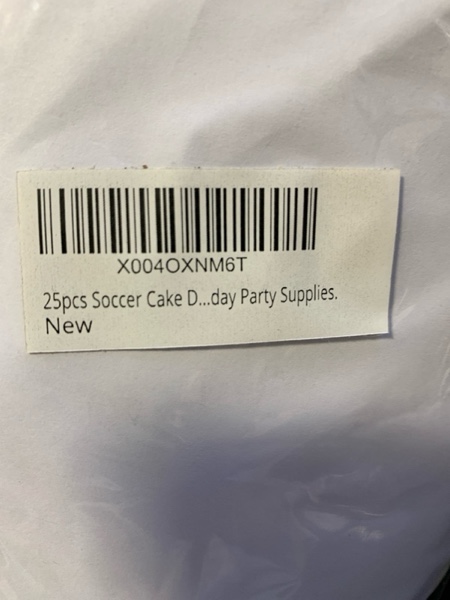 X004OXNM6T
25pcs Soccer Cake D...day Party Supplies.
New